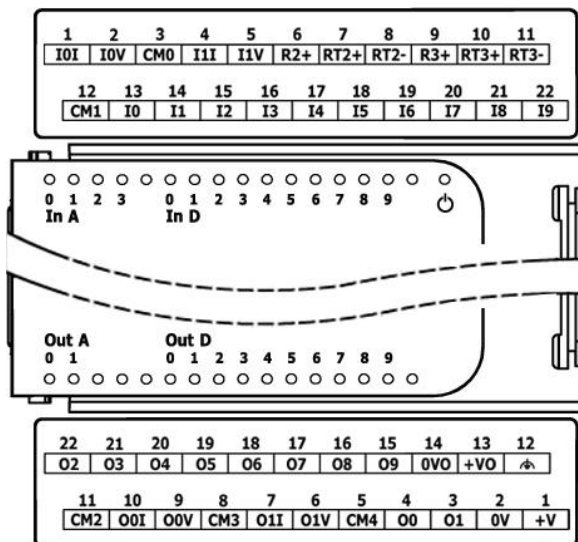 1 2 3 4 5 6 7 8 9 10 11
I0I I0V CM0 I1I I1V R2+ RT2+ RT2- R3+ RT3+ RT3-
12 13 14 15 16 17 18 19 20 21 22
CM1 I0 I1 I2 I3 I4 I5 I6 I7 I8 I9
0 1 2 3 0 1 2 3 4 5 6 7 8 9
In A In D
Out A Out D
0 1 0 1 2 3 4 5 6 7 8 9
22 21 20 19 18 17 16 15 14 13 12
O2 O3 O4 O5 O6 O7 O8 O9 0VO +VO
11 10 9 8 7 6 5 4 3 2 1
CM2 O0I O0V CM3 O1I O1V CM4 O0 O1 0V +V